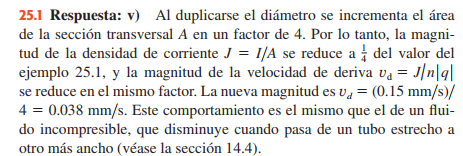 25.1 Respuesta: v) Al duplicarse el diámetro se incrementa el área
de la sección transversal A en un factor de 4. Por lo tanto, la magni-
tud de la densidad de corriente J = I/A se reduce a 1/4 del valor del
ejemplo 25.1, y la magnitud de la velocidad de deriva v_d = J/n|q|
se reduce en el mismo factor. La nueva magnitud es v_d = (0.15 mm/s)/
4 = 0.038 mm/s. Este comportamiento es el mismo que el de un flui-
do incompresible, que disminuye cuando pasa de un tubo estrecho a
otro más ancho (véase la sección 14.4).